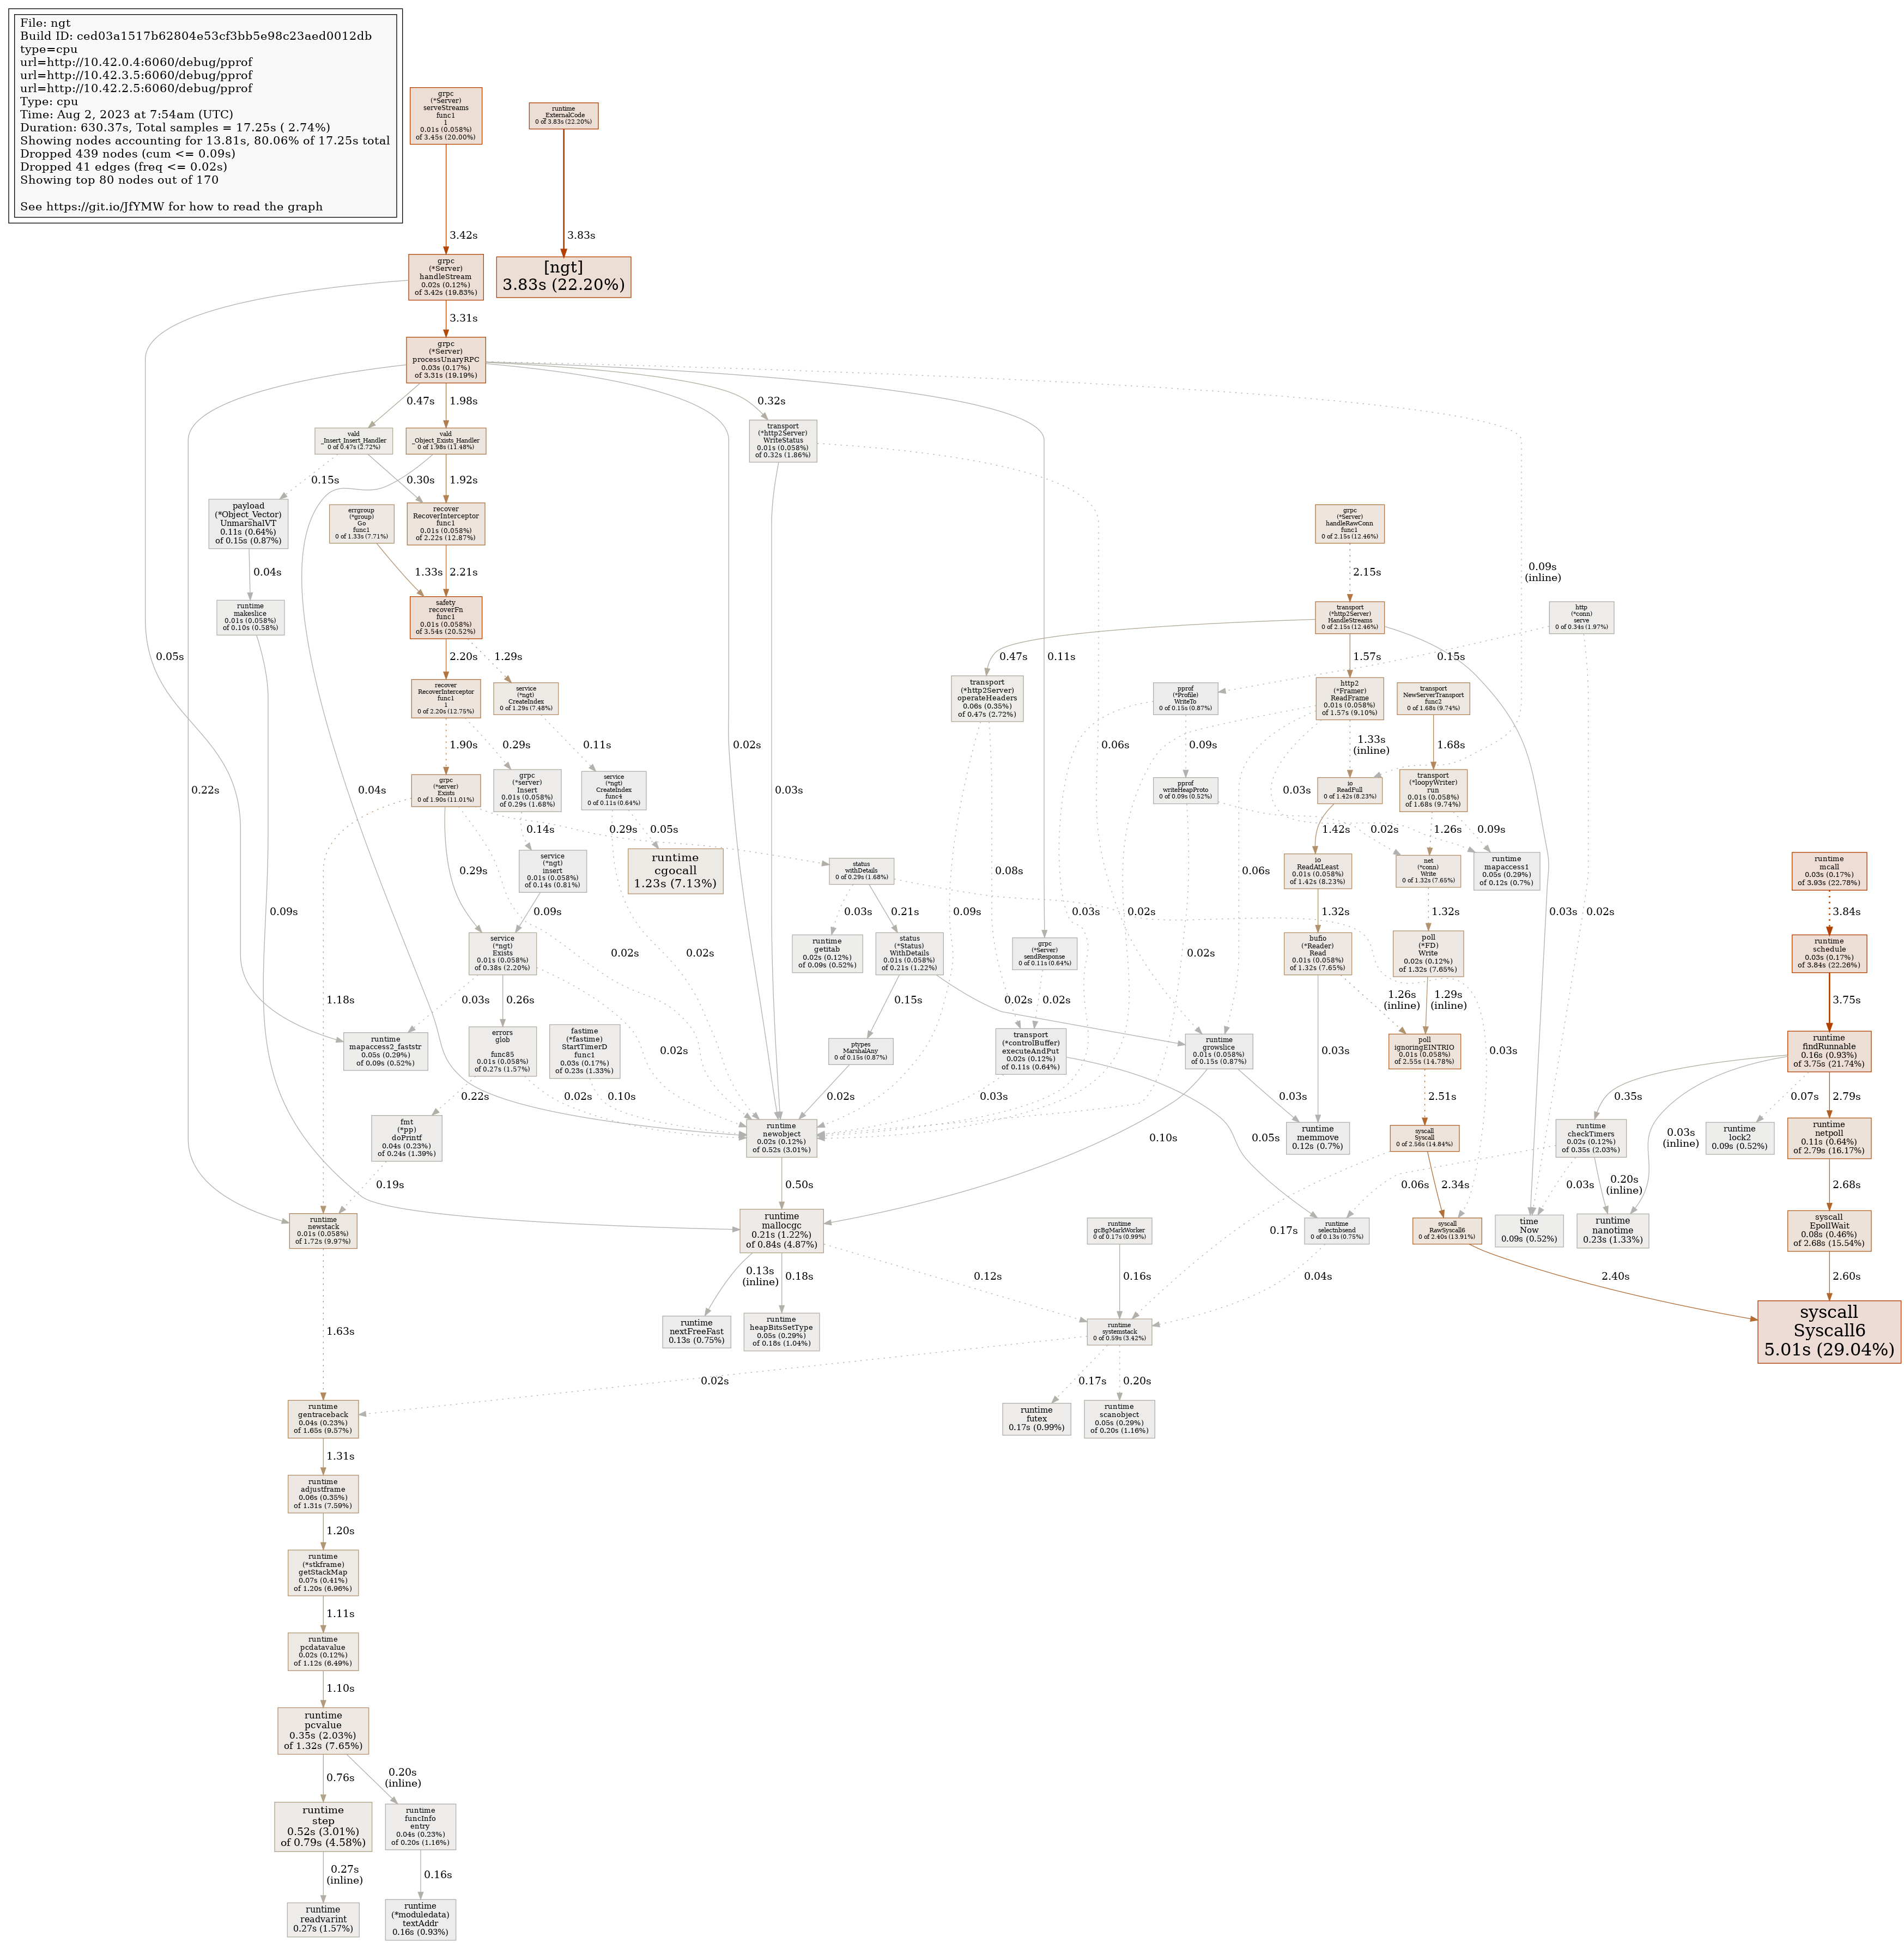 File: ngt
Build ID: ced03a1517b62804e53cf3bb5e98c23aed0012db
type=cpu
url=http://10.42.0.4:6060/debug/pprof
url=http://10.42.3.5:6060/debug/pprof
url=http://10.42.2.5:6060/debug/pprof
Type: cpu
Time: Aug 2, 2023 at 7:54am (UTC)
Duration: 630.37s, Total samples = 17.25s ( 2.74%)
Showing nodes accounting for 13.81s, 80.06% of 17.25s total
Dropped 439 nodes (cum <= 0.09s)
Dropped 41 edges (freq <= 0.02s)
Showing top 80 nodes out of 170
See https://git.io/JfYMW for how to read the graph
grpc
(*Server)
serveStreams
func1
1
0.01s (0.058%)
of 3.45s (20.00%)
runtime
_ExternalCode
0 of 3.83s (22.20%)
3.42s
3.83s
grpc
(*Server)
handleStream
0.02s (0.12%)
of 3.42s (19.83%)
[ngt]
3.83s (22.20%)
3.31s
grpc
(*Server)
processUnaryRPC
0.03s (0.17%)
of 3.31s (19.19%)
0.47s
1.98s
0.32s
vald
_Insert_Insert_Handler
0 of 0.47s (2.72%)
vald
_Object_Exists_Handler
0 of 1.98s (11.48%)
transport
(*http2Server)
WriteStatus
0.01s (0.058%)
of 0.32s (1.86%)
0.15s
0.30s
1.92s
payload
(*Object_Vector)
UnmarshalVT
0.11s (0.64%)
of 0.15s (0.87%)
errgroup
(*group)
Go
func1
0 of 1.33s (7.71%)
recover
RecoverInterceptor
func1
0.01s (0.058%)
of 2.22s (12.87%)
grpc
(*Server)
handleRawConn
func1
0 of 2.15s (12.46%)
0.04s
1.33s
2.21s
2.15s
0.09s
(inline)
runtime
makeslice
0.01s (0.058%)
of 0.10s (0.58%)
safety
recoverFn
func1
0.01s (0.058%)
of 3.54s (20.52%)
transport
(*http2Server)
HandleStreams
0 of 2.15s (12.46%)
http
(*conn)
serve
0 of 0.34s (1.97%)
0.05s
2.20s
1.29s
0.47s
0.11s
1.57s
0.15s
recover
RecoverInterceptor
func1
1
0 of 2.20s (12.75%)
service
(*ngt)
CreateIndex
0 of 1.29s (7.48%)
transport
(*http2Server)
operateHeaders
0.06s (0.35%)
of 0.47s (2.72%)
pprof
(*Profile)
WriteTo
0 of 0.15s (0.87%)
http2
(*Framer)
ReadFrame
0.01s (0.058%)
of 1.57s (9.10%)
transport
NewServerTransport
func2
0 of 1.68s (9.74%)
1.90s
0.29s
0.11s
0.02s
0.06s
0.09s
1.33s
(inline)
1.68s
0.22s
0.04s
grpc
(*server)
Exists
0 of 1.90s (11.01%)
grpc
(*server)
Insert
0.01s (0.058%)
of 0.29s (1.68%)
service
(*ngt)
CreateIndex
func4
0 of 0.11s (0.64%)
0.03s
pprof
writeHeapProto
0 of 0.09s (0.52%)
0.03s
io
ReadFull
0 of 1.42s (8.23%)
transport
(*loopyWriter)
run
0.01s (0.058%)
of 1.68s (9.74%)
0.14s
0.29s
0.05s
1.42s
0.02s
1.26s
0.09s
service
(*ngt)
insert
0.01s (0.058%)
of 0.14s (0.81%)
runtime
cgocall
1.23s (7.13%)
status
withDetails
0 of 0.29s (1.68%)
io
ReadAtLeast
0.01s (0.058%)
of 1.42s (8.23%)
net
(*conn)
Write
0 of 1.32s (7.65%)
runtime
mapaccess1
0.05s (0.29%)
of 0.12s (0.7%)
runtime
mcall
0.03s (0.17%)
of 3.93s (22.78%)
0.29s
0.08s
0.06s
0.09s
0.09s
0.03s
0.21s
0.09s
0.03s
0.02s
1.32s
1.32s
0.03s
0.02s
3.84s
service
(*ngt)
Exists
0.01s (0.058%)
of 0.38s (2.20%)
runtime
getitab
0.02s (0.12%)
of 0.09s (0.52%)
status
(*Status)
WithDetails
0.01s (0.058%)
of 0.21s (1.22%)
grpc
(*Server)
sendResponse
0 of 0.11s (0.64%)
bufio
(*Reader)
Read
0.01s (0.058%)
of 1.32s (7.65%)
poll
(*FD)
Write
0.02s (0.12%)
of 1.32s (7.65%)
runtime
schedule
0.03s (0.17%)
of 3.84s (22.26%)
0.02s
0.02s
0.02s
1.18s
0.03s
0.26s
0.15s
0.02s
0.02s
1.26s
(inline)
1.29s
(inline)
3.75s
runtime
mapaccess2_faststr
0.05s (0.29%)
of 0.09s (0.52%)
errors
glob

func85
0.01s (0.058%)
of 0.27s (1.57%)
fastime
(*fastime)
StartTimerD
func1
0.03s (0.17%)
of 0.23s (1.33%)
0.02s
ptypes
MarshalAny
0 of 0.15s (0.87%)
transport
(*controlBuffer)
executeAndPut
0.02s (0.12%)
of 0.11s (0.64%)
runtime
growslice
0.01s (0.058%)
of 0.15s (0.87%)
0.03s
poll
ignoringEINTRIO
0.01s (0.058%)
of 2.55s (14.78%)
0.03s
runtime
findRunnable
0.16s (0.93%)
of 3.75s (21.74%)
0.22s
0.02s
0.10s
0.02s
0.03s
0.03s
2.51s
0.35s
0.07s
2.79s
fmt
(*pp)
doPrintf
0.04s (0.23%)
of 0.24s (1.39%)
runtime
newobject
0.02s (0.12%)
of 0.52s (3.01%)
0.10s
0.05s
runtime
memmove
0.12s (0.7%)
syscall
Syscall
0 of 2.56s (14.84%)
runtime
checkTimers
0.02s (0.12%)
of 0.35s (2.03%)
0.03s
(inline)
runtime
lock2
0.09s (0.52%)
runtime
netpoll
0.11s (0.64%)
of 2.79s (16.17%)
0.19s
0.50s
0.06s
2.34s
0.03s
0.20s
(inline)
2.68s
runtime
newstack
0.01s (0.058%)
of 1.72s (9.97%)
runtime
mallocgc
0.21s (1.22%)
of 0.84s (4.87%)
runtime
gcBgMarkWorker
0 of 0.17s (0.99%)
0.17s
runtime
selectnbsend
0 of 0.13s (0.75%)
syscall
RawSyscall6
0 of 2.40s (13.91%)
time
Now
0.09s (0.52%)
runtime
nanotime
0.23s (1.33%)
syscall
EpollWait
0.08s (0.46%)
of 2.68s (15.54%)
0.13s
(inline)
0.18s
0.12s
0.16s
0.04s
2.40s
2.60s
1.63s
runtime
nextFreeFast
0.13s (0.75%)
runtime
heapBitsSetType
0.05s (0.29%)
of 0.18s (1.04%)
runtime
systemstack
0 of 0.59s (3.42%)
syscall
Syscall6
5.01s (29.04%)
0.02s
0.17s
0.20s
runtime
gentraceback
0.04s (0.23%)
of 1.65s (9.57%)
runtime
futex
0.17s (0.99%)
runtime
scanobject
0.05s (0.29%)
of 0.20s (1.16%)
1.31s
runtime
adjustframe
0.06s (0.35%)
of 1.31s (7.59%)
1.20s
runtime
(*stkframe)
getStackMap
0.07s (0.41%)
of 1.20s (6.96%)
1.11s
runtime
pcdatavalue
0.02s (0.12%)
of 1.12s (6.49%)
1.10s
runtime
pcvalue
0.35s (2.03%)
of 1.32s (7.65%)
0.76s
0.20s
(inline)
runtime
step
0.52s (3.01%)
of 0.79s (4.58%)
runtime
funcInfo
entry
0.04s (0.23%)
of 0.20s (1.16%)
0.27s
(inline)
0.16s
runtime
readvarint
0.27s (1.57%)
runtime
(*moduledata)
textAddr
0.16s (0.93%)